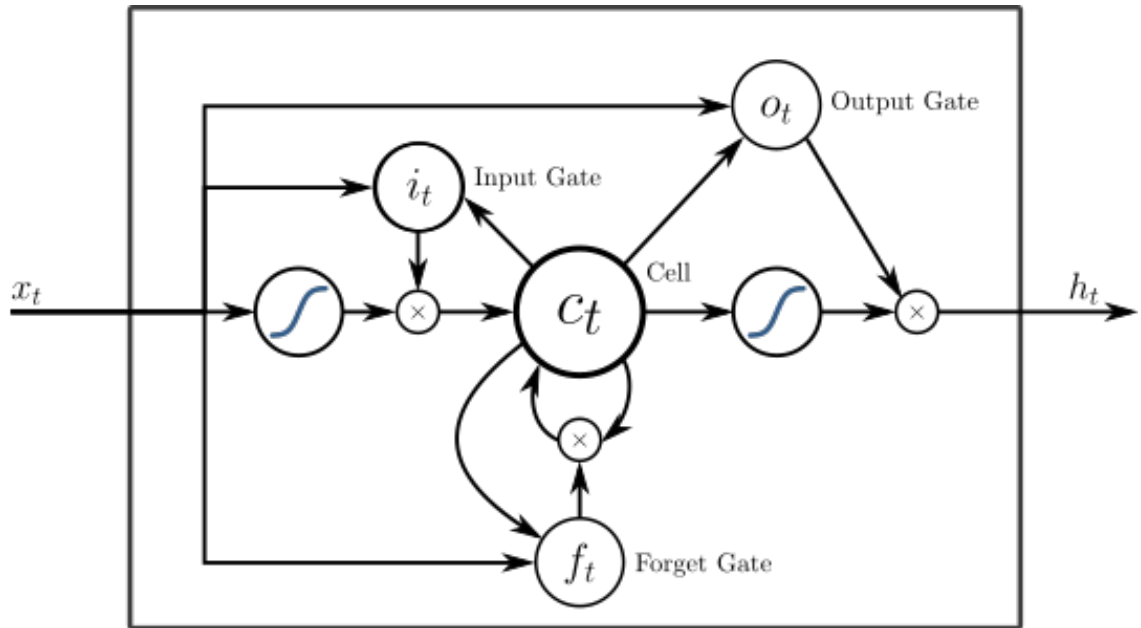 o_t Output Gate
i_t Input Gate
x_t
×
c_t Cell
×
h_t
×
f_t Forget Gate